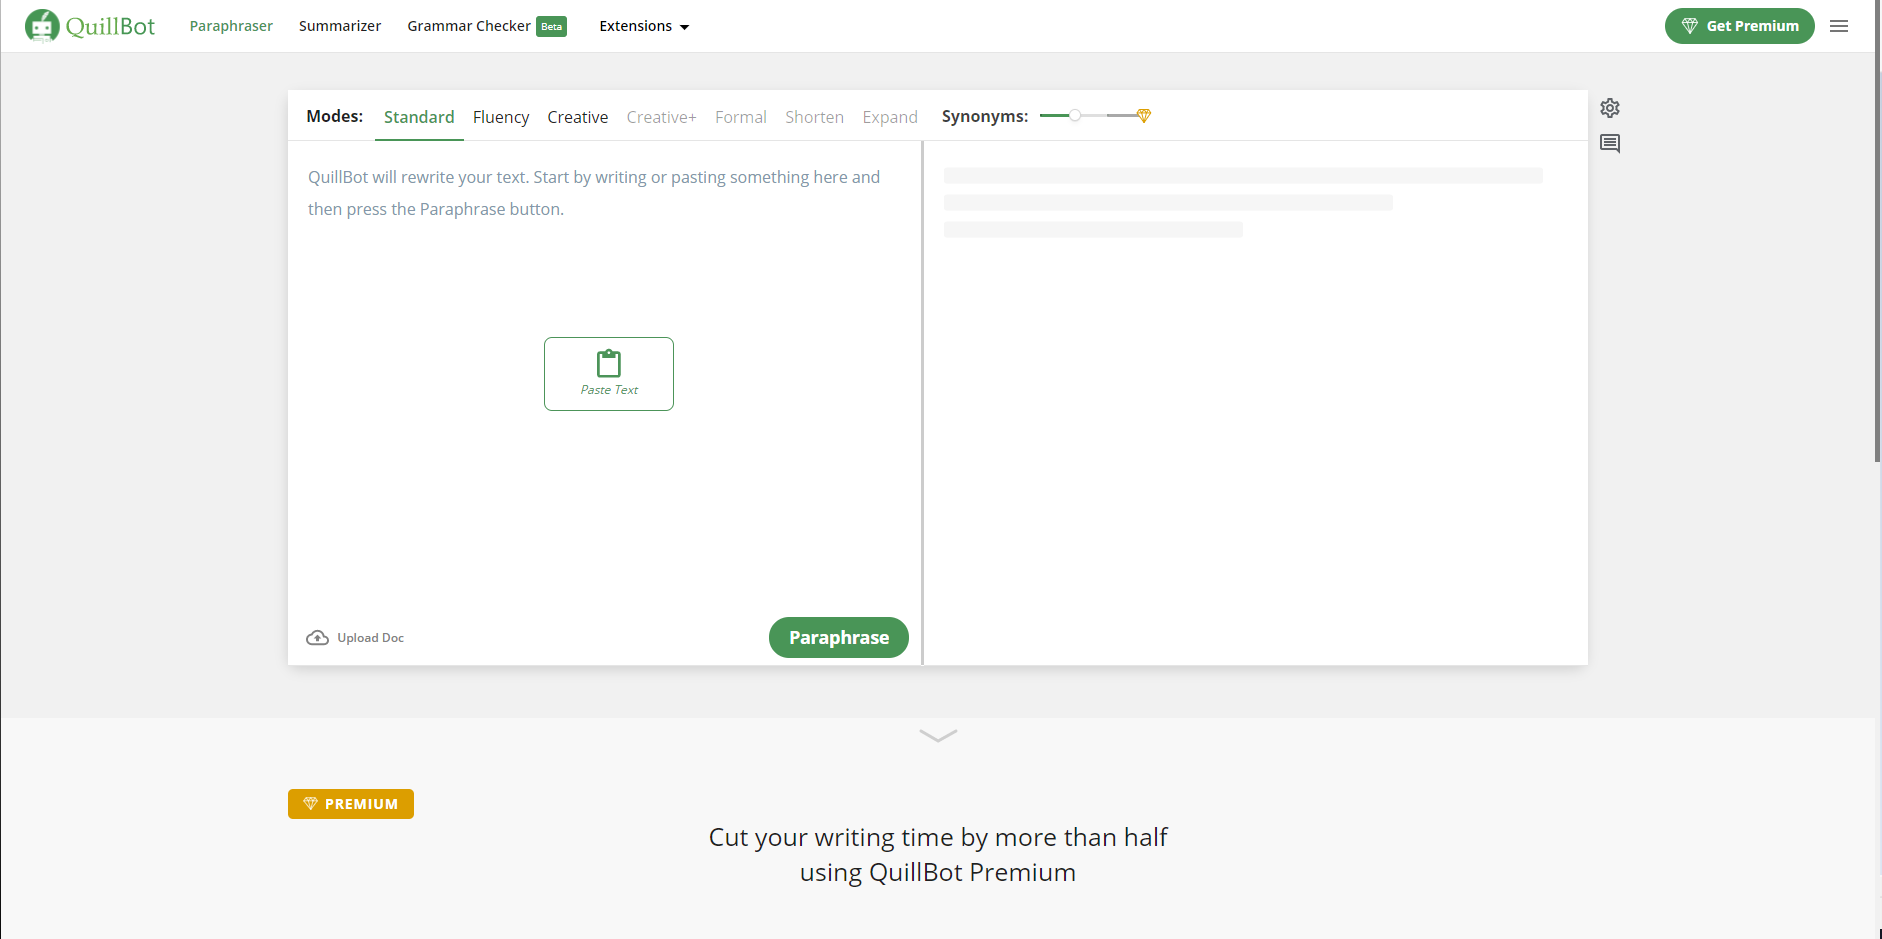 QuillBot Paraphraser Summarizer Grammar Checker Beta Extensions Get Premium
Modes: Standard Fluency Creative Creative+ Formal Shorten Expand Synonyms:
QuillBot will rewrite your text. Start by writing or pasting something here and
then press the Paraphrase button.
Paste Text
Upload Doc Paraphrase
PREMIUM
Cut your writing time by more than half
using QuillBot Premium